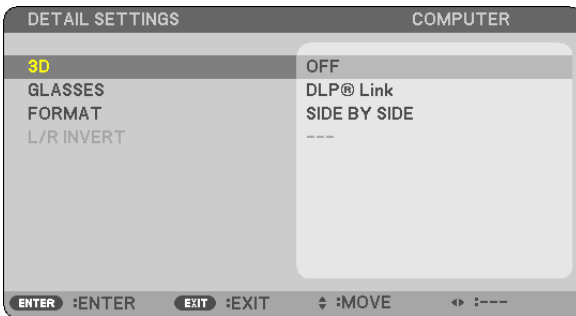 DETAIL SETTINGS COMPUTER
3D OFF
GLASSES DLP® Link
FORMAT SIDE BY SIDE
L/R INVERT ---
ENTER :ENTER EXIT :EXIT :MOVE :---